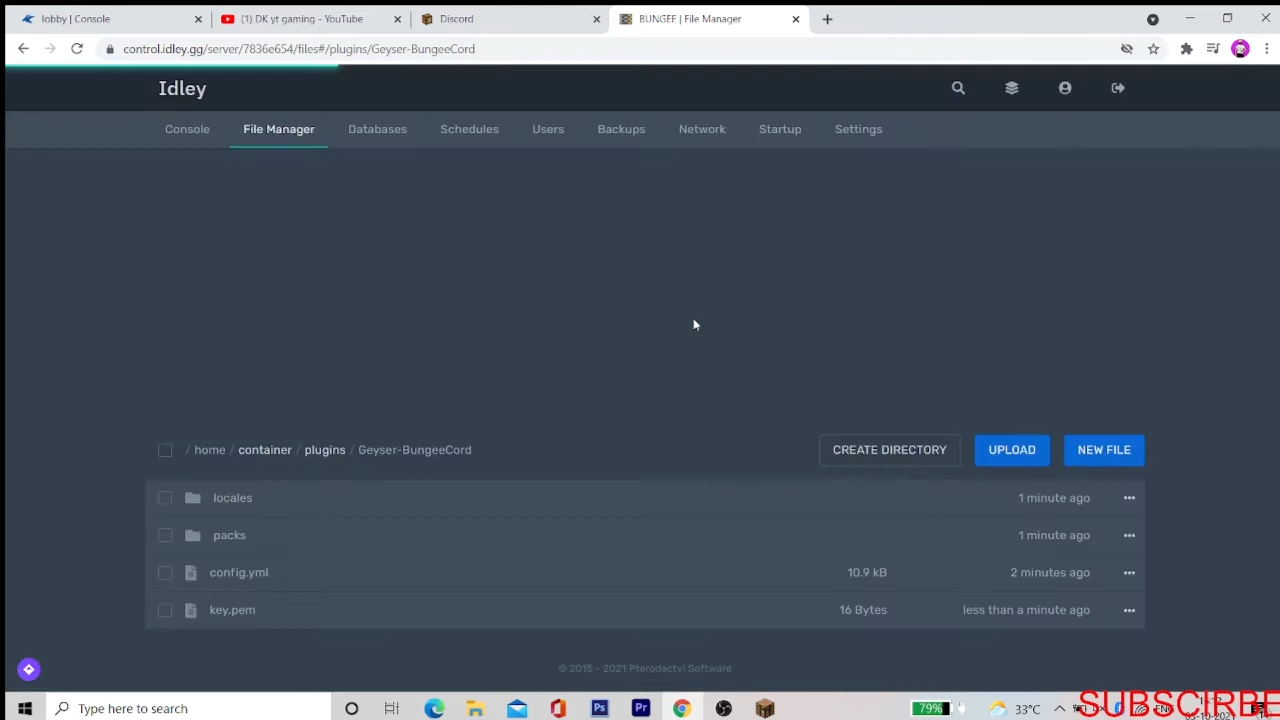 lobby | Console
(1) DK yt gaming - YouTube
Discord
BUNGEE | File Manager
control.idley.gg/server/7836e654/files#/plugins/Geyser-BungeeCord
Idley
Console
File Manager
Databases
Schedules
Users
Backups
Network
Startup
Settings
/ home / container / plugins / Geyser-BungeeCord
CREATE DIRECTORY
UPLOAD
NEW FILE
locales
1 minute ago
packs
1 minute ago
config.yml
10.9 kB
2 minutes ago
key.pem
16 Bytes
less than a minute ago
© 2015 - 2021 Pterodactyl Software
Type here to search
Ps
Pr
79%
33°C
SUBSCIRBE